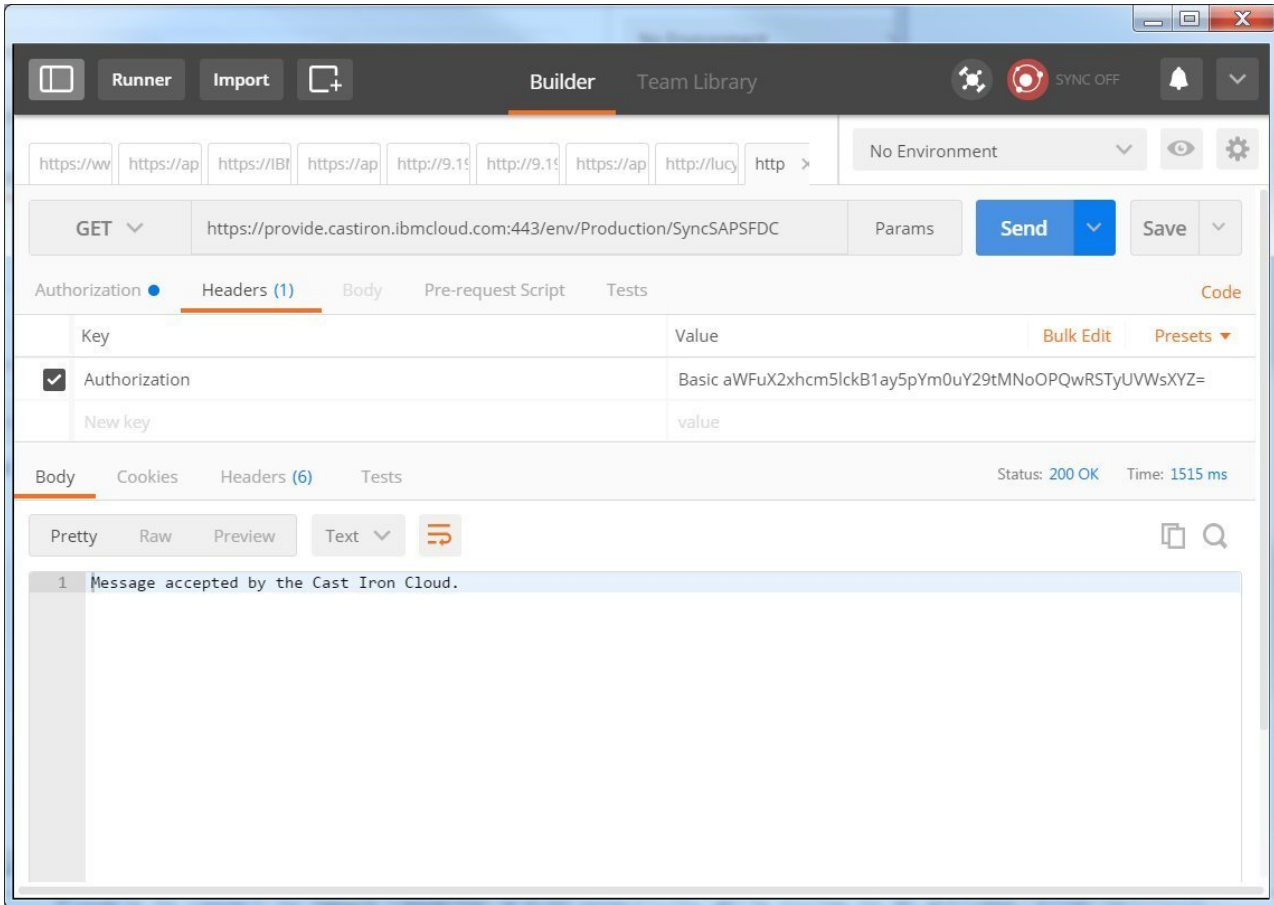 Runner Import Builder Team Library SYNC OFF
https://wv https://ap https://IBM https://ap http://9.19 http://9.19 https://ap http://lucy http No Environment
GET https://provide.castiron.ibmcloud.com:443/env/Production/SyncSAPSFDC Params Send Save
Authorization Headers (1) Body Pre-request Script Tests Code
Key Value Bulk Edit Presets
Authorization Basic aWFuX2xhcm5lckB1ay5pYm0uY29tMNoOPQwRSTyUVWsXYZ=
New key value
Body Cookies Headers (6) Tests Status: 200 OK Time: 1515 ms
Pretty Raw Preview Text
1 Message accepted by the Cast Iron Cloud.